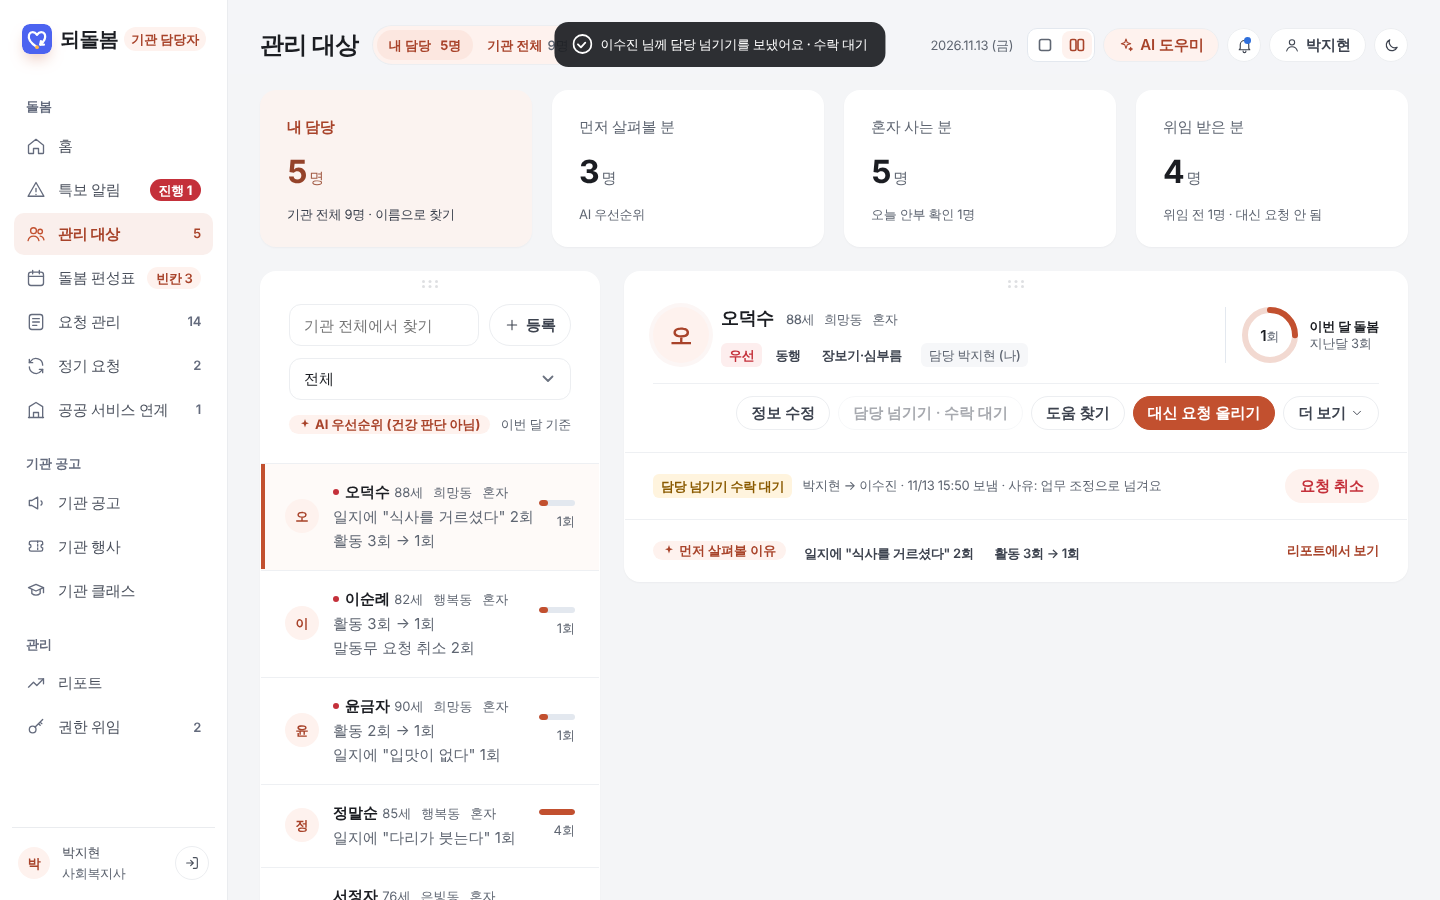 되돌봄 기관 담당자
돌봄
홈
특보 알림 진행 1
관리 대상 5
돌봄 편성표 빈칸 3
요청 관리 14
정기 요청 2
공공 서비스 연계 1
기관 공고
기관 공고
기관 행사
기관 클래스
관리
리포트
권한 위임 2
박 박지현
사회복지사
관리 대상 내 담당 5명 기관 전체
이수진 님께 담당 넘기기를 보냈어요 · 수락 대기
2026.11.13 (금) AI 도우미 박지현
내 담당
5명
기관 전체 9명 · 이름으로 찾기
먼저 살펴볼 분
3명
AI 우선순위
혼자 사는 분
5명
오늘 안부 확인 1명
위임 받은 분
4명
위임 전 1명 · 대신 요청 안 됨
기관 전체에서 찾기 + 등록
전체
AI 우선순위 (건강 판단 아님) 이번 달 기준
오 오덕수 88세 희망동 혼자
일지에 "식사를 거르셨다" 2회
활동 3회 → 1회
1회
이 이순례 82세 행복동 혼자
활동 3회 → 1회
말동무 요청 취소 2회
1회
윤 윤금자 90세 희망동 혼자
활동 2회 → 1회
일지에 "입맛이 없다" 1회
1회
정 정말순 85세 행복동 혼자
일지에 "다리가 붓는다" 1회
4회
서정자 76세 은빛동 혼자
오 오덕수 88세 희망동 혼자
우선 동행 장보기·심부름 담당 박지현 (나)
1회 이번 달 돌봄
지난달 3회
정보 수정 담당 넘기기 · 수락 대기 도움 찾기 대신 요청 올리기 더 보기
담당 넘기기 수락 대기 박지현 → 이수진 · 11/13 15:50 보냄 · 사유: 업무 조정으로 넘겨요 요청 취소
먼저 살펴볼 이유 일지에 "식사를 거르셨다" 2회 활동 3회 → 1회 리포트에서 보기